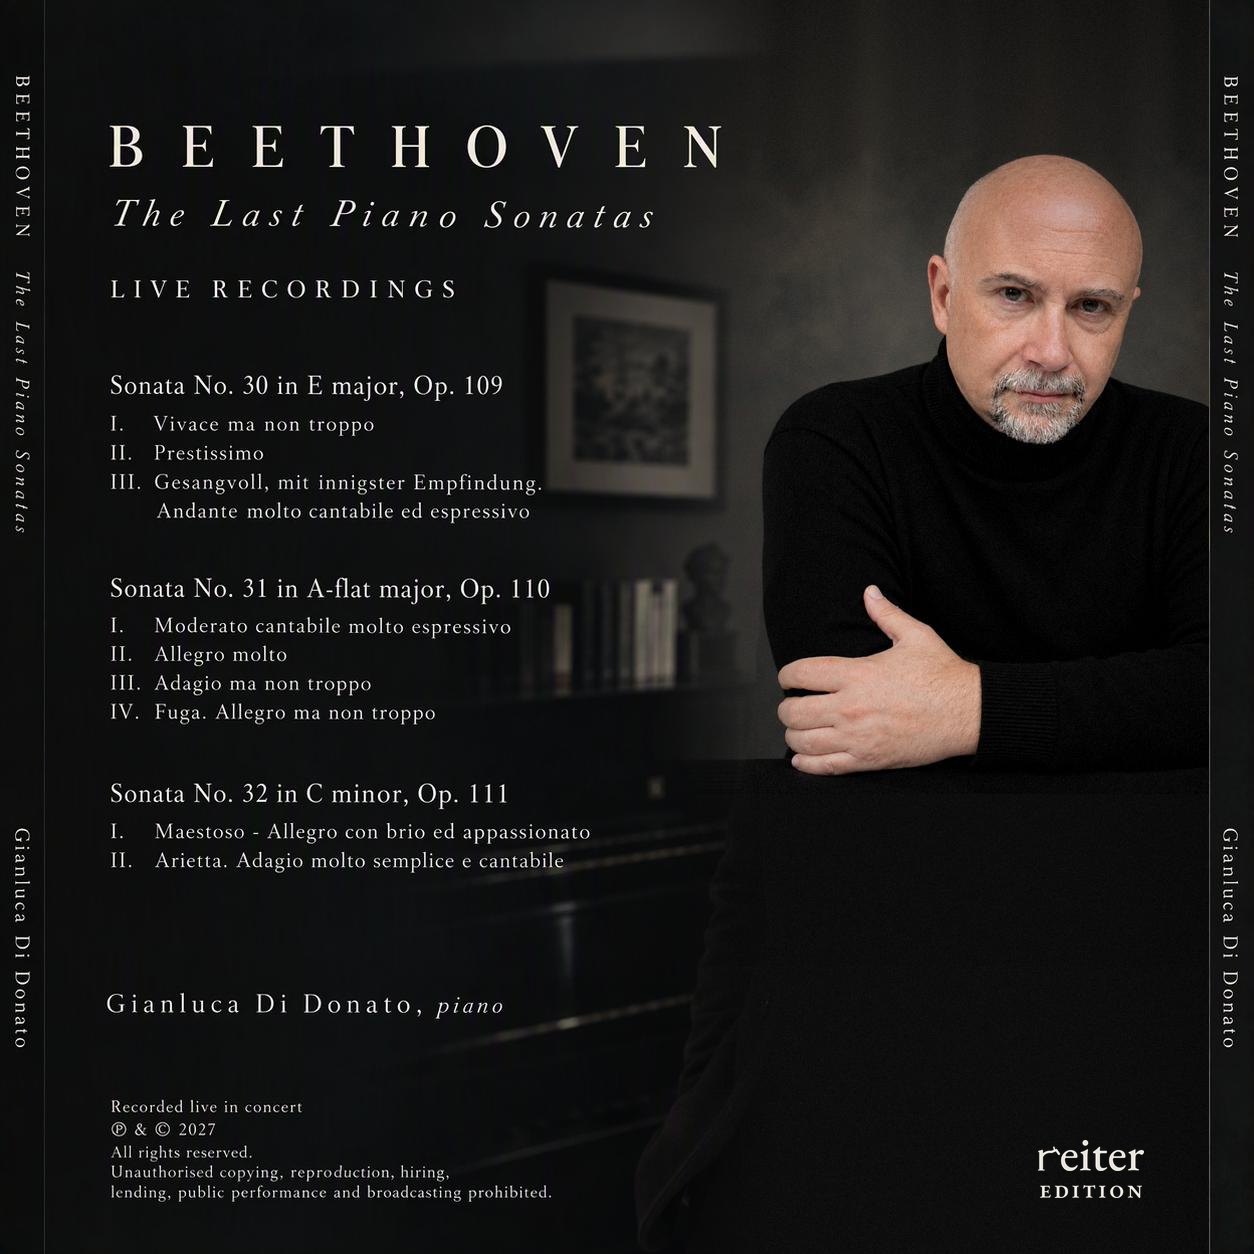 BEETHOVEN The Last Piano Sonatas Gianluca Di Donato
BEETHOVEN
The Last Piano Sonatas
LIVE RECORDINGS
Sonata No. 30 in E major, Op. 109
I. Vivace ma non troppo
II. Prestissimo
III. Gesangvoll, mit innigster Empfindung.
Andante molto cantabile ed espressivo
Sonata No. 31 in A-flat major, Op. 110
I. Moderato cantabile molto espressivo
II. Allegro molto
III. Adagio ma non troppo
IV. Fuga. Allegro ma non troppo
Sonata No. 32 in C minor, Op. 111
I. Maestoso - Allegro con brio ed appassionato
II. Arietta. Adagio molto semplice e cantabile
Gianluca Di Donato, piano
Recorded live in concert
℗ & © 2027
All rights reserved.
Unauthorised copying, reproduction, hiring,
lending, public performance and broadcasting prohibited.
reiter
EDITION
BEETHOVEN The Last Piano Sonatas Gianluca Di Donato